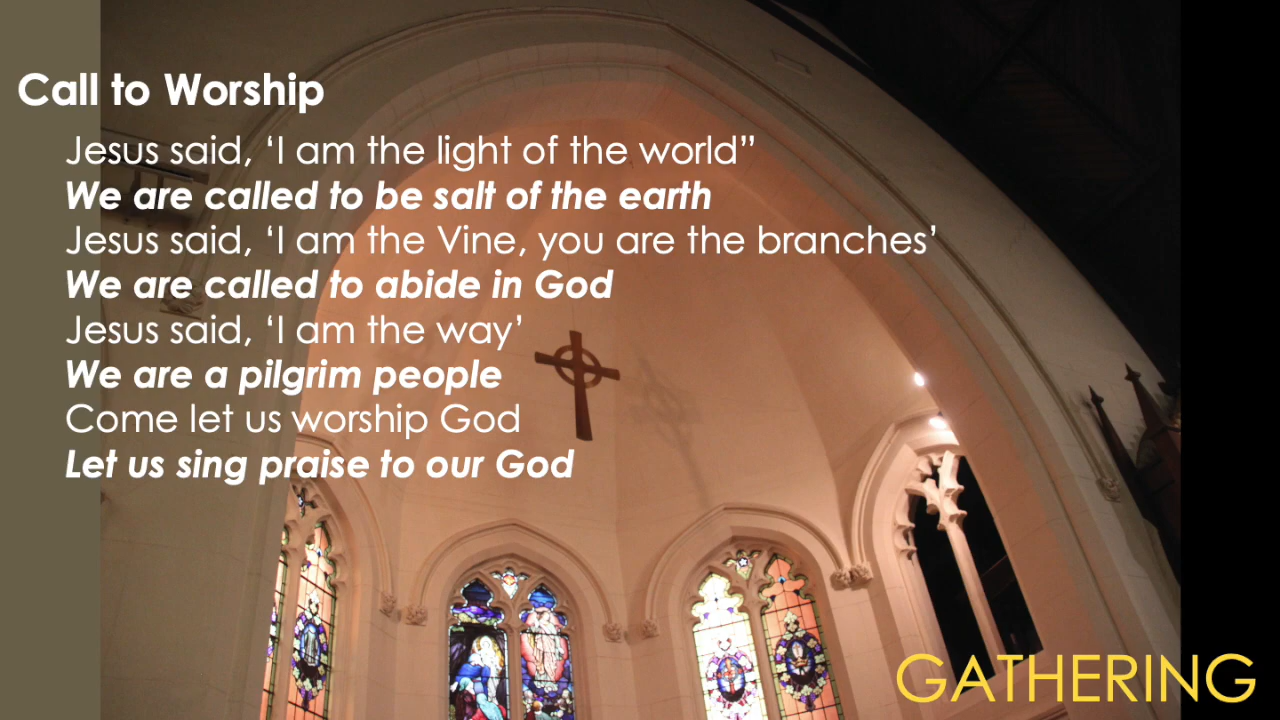 Call to Worship
Jesus said, ‘I am the light of the world”
We are called to be salt of the earth
Jesus said, ‘I am the Vine, you are the branches’
We are called to abide in God
Jesus said, ‘I am the way’
We are a pilgrim people
Come let us worship God
Let us sing praise to our God
GATHERING